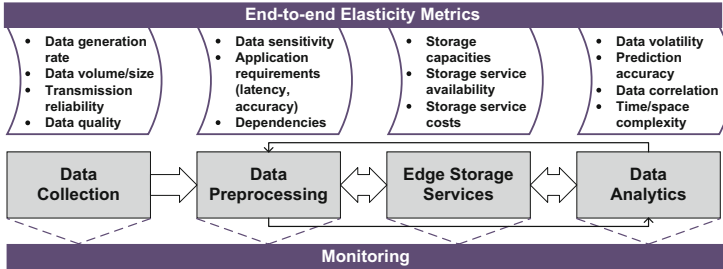 End-to-end Elasticity Metrics
• Data generation
rate
• Data volume/size
• Transmission
reliability
• Data quality
• Data sensitivity
• Application
requirements
(latency,
accuracy)
• Dependencies
• Storage
capacities
• Storage service
availability
• Storage service
costs
• Data volatility
• Prediction
accuracy
• Data correlation
• Time/space
complexity
Data
Collection
Data
Preprocessing
Edge Storage
Services
Data
Analytics
Monitoring